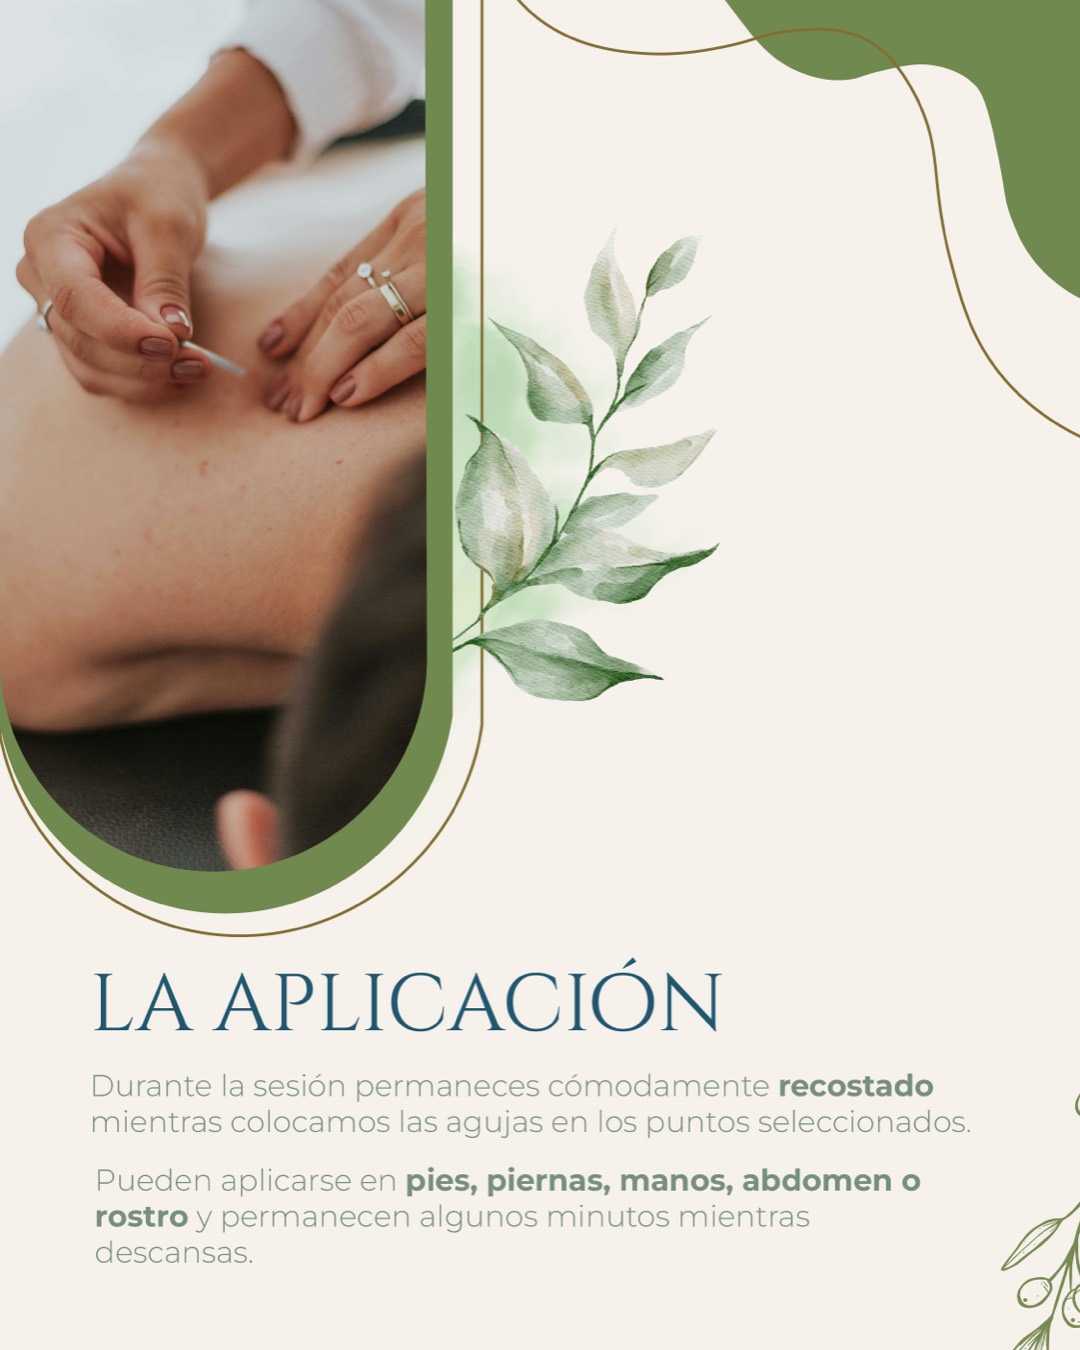 LA APLICACIÓN
Durante la sesión permaneces cómodamente recostado
mientras colocamos las agujas en los puntos seleccionados.
Pueden aplicarse en pies, piernas, manos, abdomen o
rostro y permanecen algunos minutos mientras
descansas.